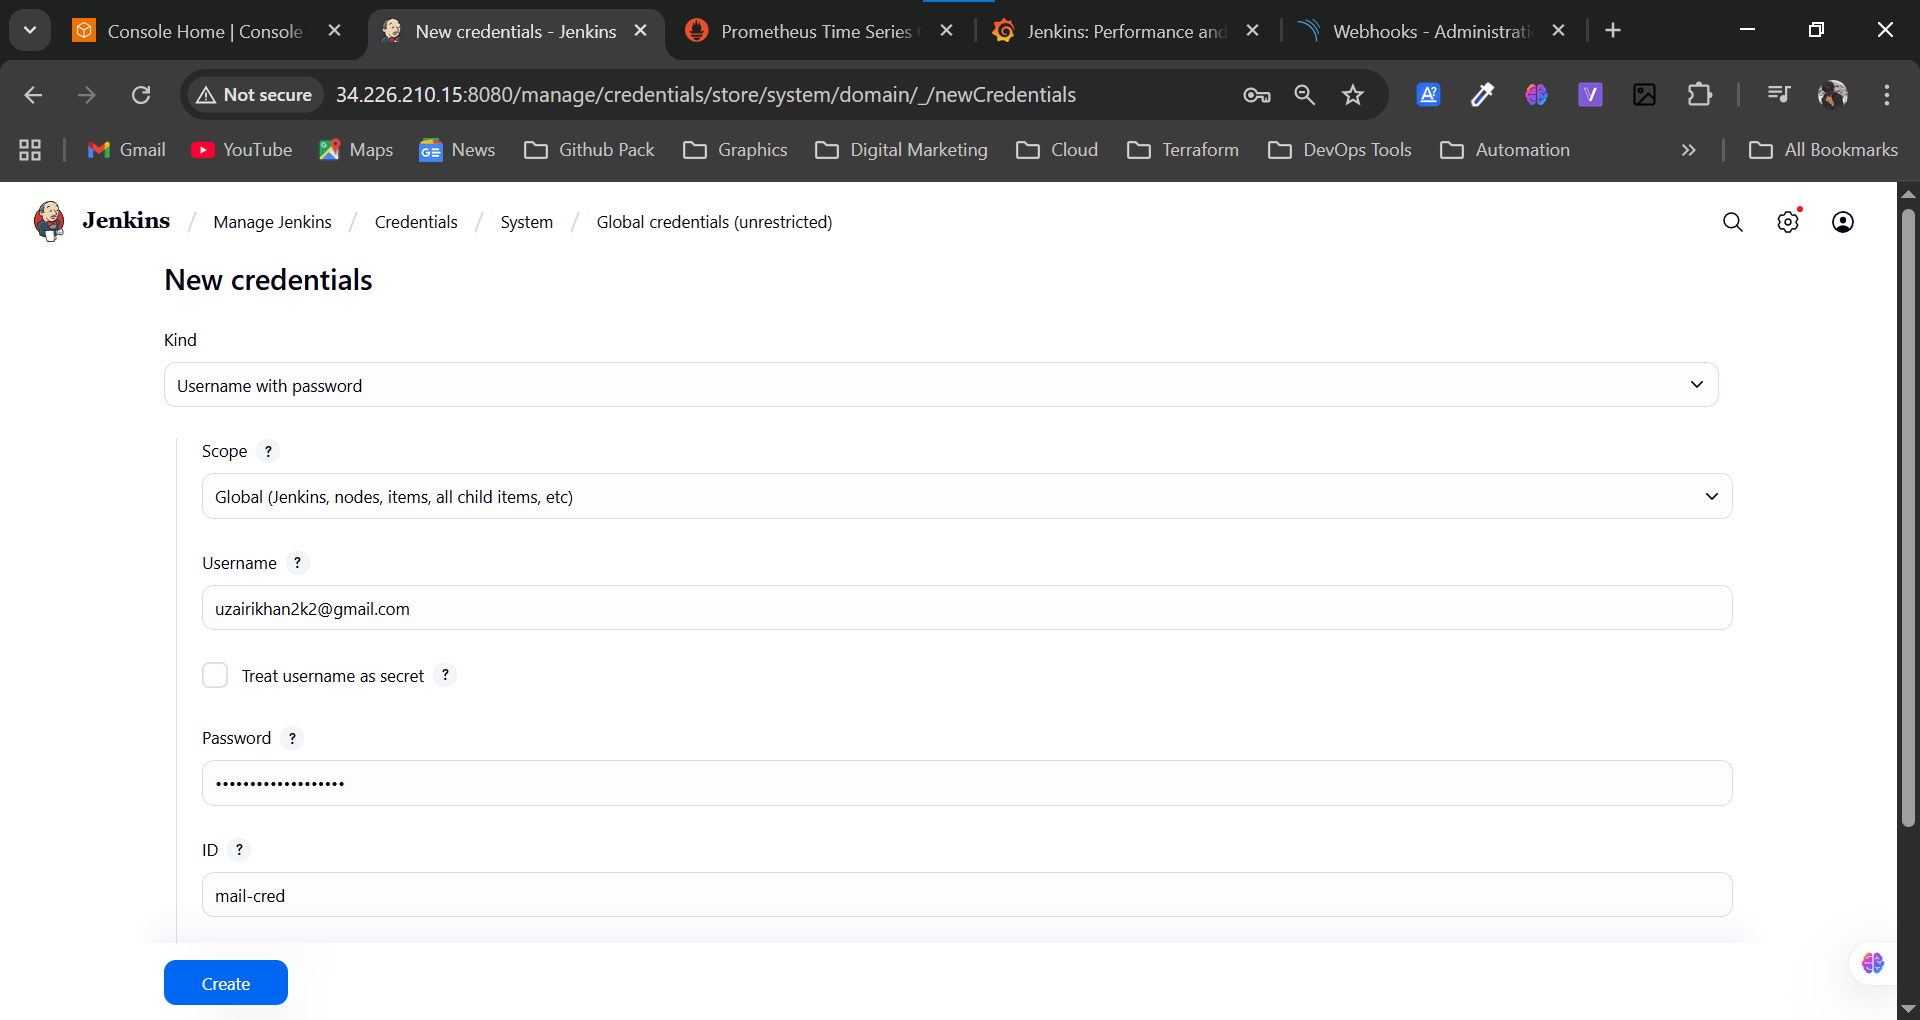 Console Home | Console
New credentials - Jenkins
Prometheus Time Series
Jenkins: Performance and
Webhooks - Administrati
Not secure
34.226.210.15:8080/manage/credentials/store/system/domain/_/newCredentials
Gmail
YouTube
Maps
News
Github Pack
Graphics
Digital Marketing
Cloud
Terraform
DevOps Tools
Automation
All Bookmarks
Jenkins / Manage Jenkins / Credentials / System / Global credentials (unrestricted)
New credentials
Kind
Username with password
Scope ?
Global (Jenkins, nodes, items, all child items, etc)
Username ?
uzairikhan2k2@gmail.com
Treat username as secret ?
Password ?
•••••••••••••••••••
ID ?
mail-cred
Create